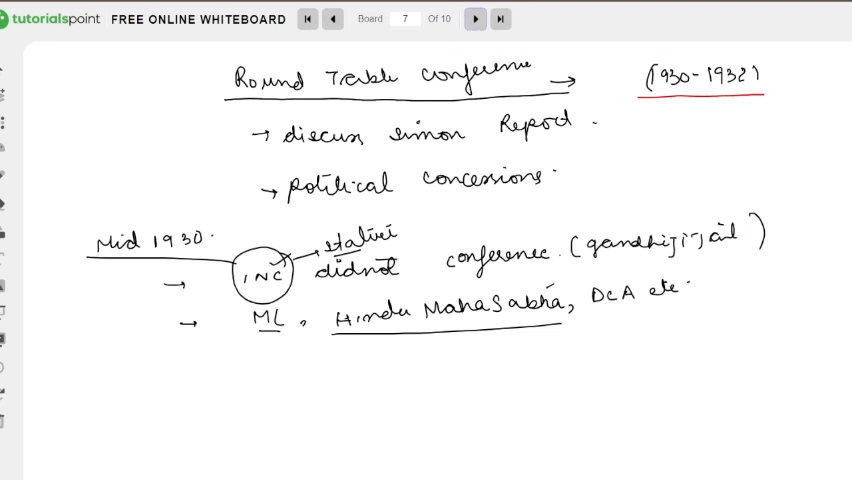 tutorialspoint FREE ONLINE WHITEBOARD Board 7 Of 10
Round Table Conference → (1930-1932)
→ discuss simon Report.
→ political concessions.
Mid 1930.
→ INC → didnot conference. (gandhiji-jail)
→ ML, Hindu MahaSabha, DCA etc.